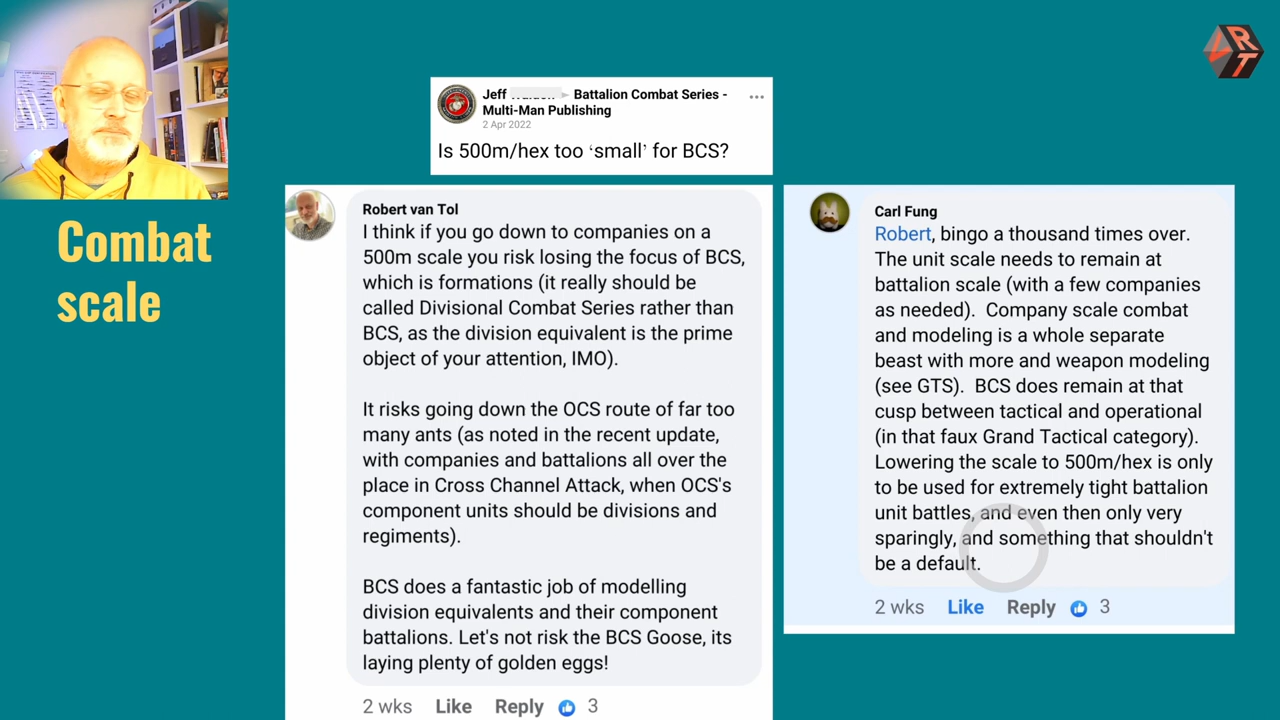 RT
Combat
scale
Jeff Battalion Combat Series -
Multi-Man Publishing
2 Apr 2022
Is 500m/hex too ‘small’ for BCS?
Robert van Tol
I think if you go down to companies on a
500m scale you risk losing the focus of BCS,
which is formations (it really should be
called Divisional Combat Series rather than
BCS, as the division equivalent is the prime
object of your attention, IMO).
It risks going down the OCS route of far too
many ants (as noted in the recent update,
with companies and battalions all over the
place in Cross Channel Attack, when OCS's
component units should be divisions and
regiments).
BCS does a fantastic job of modelling
division equivalents and their component
battalions. Let's not risk the BCS Goose, its
laying plenty of golden eggs!
2 wks Like Reply 3
Carl Fung
Robert, bingo a thousand times over.
The unit scale needs to remain at
battalion scale (with a few companies
as needed). Company scale combat
and modeling is a whole separate
beast with more and weapon modeling
(see GTS). BCS does remain at that
cusp between tactical and operational
(in that faux Grand Tactical category).
Lowering the scale to 500m/hex is only
to be used for extremely tight battalion
unit battles, and even then only very
sparingly, and something that shouldn't
be a default.
2 wks Like Reply 3